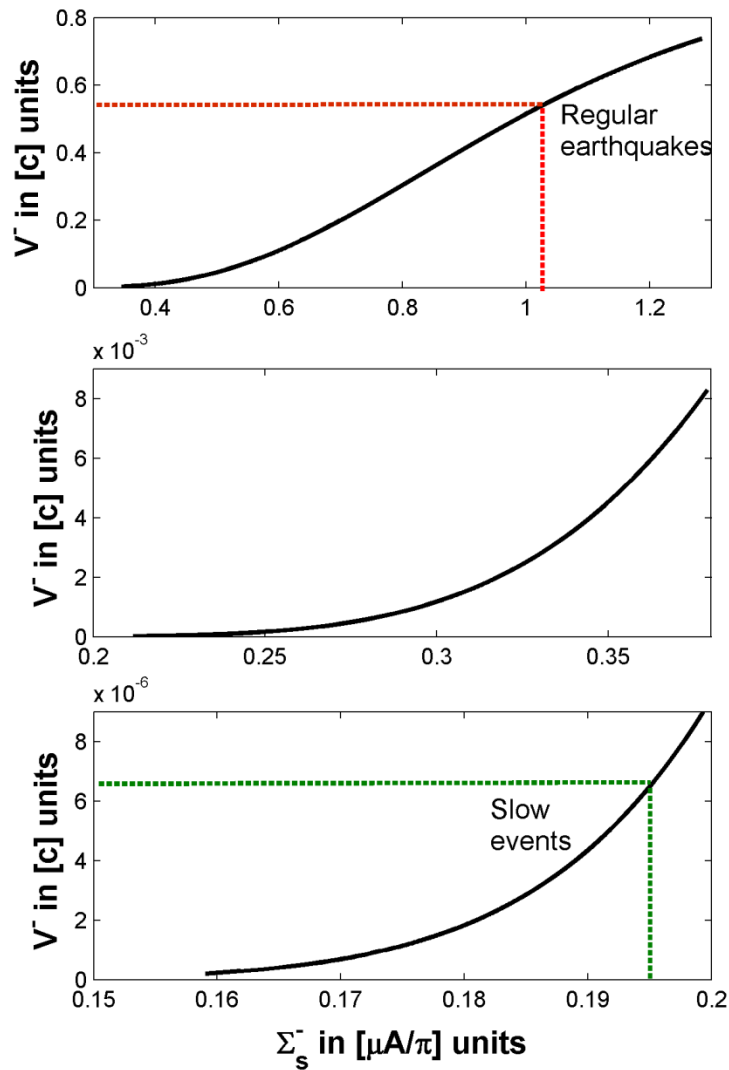 0.8
0.6
0.4
0.2
0
V⁻ in [c] units
Regular
earthquakes
0.4 0.6 0.8 1 1.2
x 10⁻³
8
6
4
2
0
V⁻ in [c] units
0.2 0.25 0.3 0.35
x 10⁻⁶
8
6
4
2
0
V⁻ in [c] units
Slow
events
0.15 0.16 0.17 0.18 0.19 0.2
Σₛ⁻ in [μA/π] units